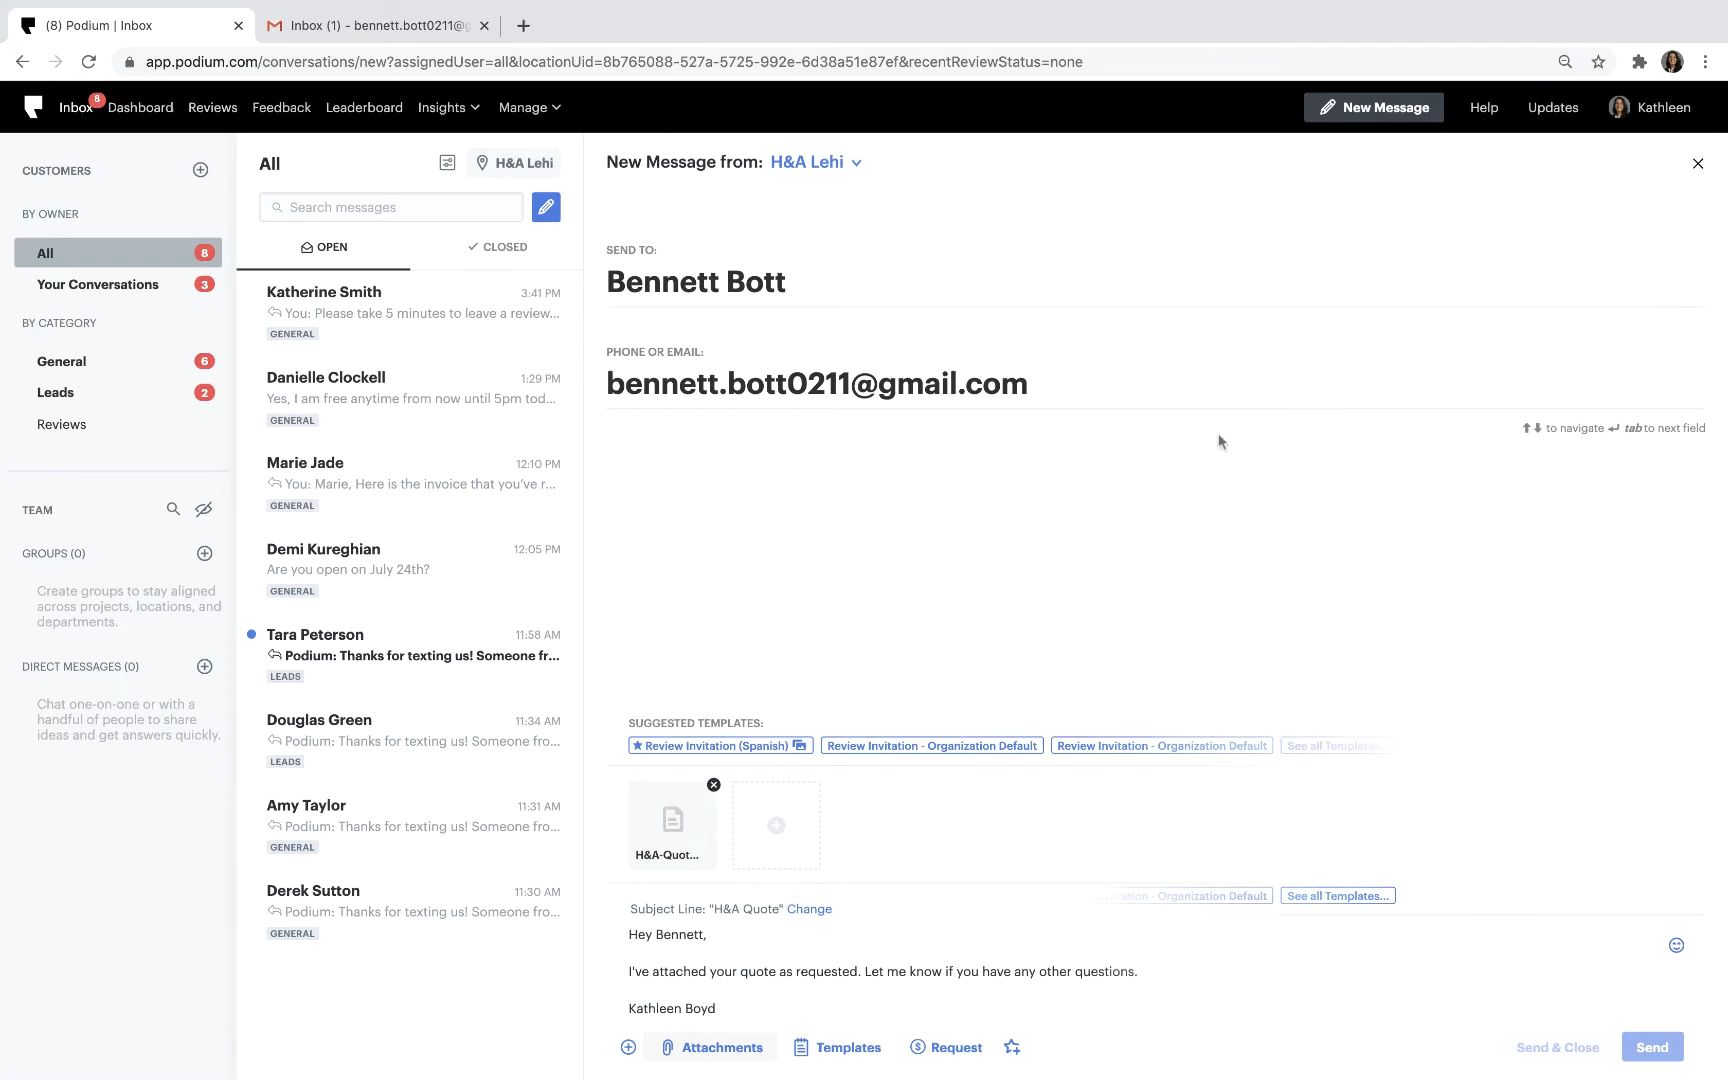 (8) Podium | Inbox
Inbox (1) - bennett.bott0211@g
app.podium.com/conversations/new?assignedUser=all&locationUid=8b765088-527a-5725-992e-6d38a51e87ef&recentReviewStatus=none
Inbox 8 Dashboard Reviews Feedback Leaderboard Insights Manage
New Message Help Updates Kathleen
CUSTOMERS
BY OWNER
All 8
Your Conversations 3
BY CATEGORY
General 6
Leads 2
Reviews
TEAM
GROUPS (0)
Create groups to stay aligned
across projects, locations, and
departments.
DIRECT MESSAGES (0)
Chat one-on-one or with a
handful of people to share
ideas and get answers quickly.
All H&A Lehi
Search messages
OPEN CLOSED
Katherine Smith 3:41 PM
You: Please take 5 minutes to leave a review...
GENERAL
Danielle Clockell 1:29 PM
Yes, I am free anytime from now until 5pm tod...
GENERAL
Marie Jade 12:10 PM
You: Marie, Here is the invoice that you've r...
GENERAL
Demi Kureghian 12:05 PM
Are you open on July 24th?
GENERAL
Tara Peterson 11:58 AM
Podium: Thanks for texting us! Someone fr...
LEADS
Douglas Green 11:34 AM
Podium: Thanks for texting us! Someone fro...
LEADS
Amy Taylor 11:31 AM
Podium: Thanks for texting us! Someone fro...
GENERAL
Derek Sutton 11:30 AM
Podium: Thanks for texting us! Someone fro...
GENERAL
New Message from: H&A Lehi
SEND TO:
Bennett Bott
PHONE OR EMAIL:
bennett.bott0211@gmail.com
to navigate tab to next field
SUGGESTED TEMPLATES:
Review Invitation (Spanish) Review Invitation - Organization Default Review Invitation - Organization Default See all Templates...
H&A-Quot...
- Organization Default See all Templates...
Subject Line: "H&A Quote" Change
Hey Bennett,
I've attached your quote as requested. Let me know if you have any other questions.
Kathleen Boyd
Attachments Templates Request
Send & Close Send